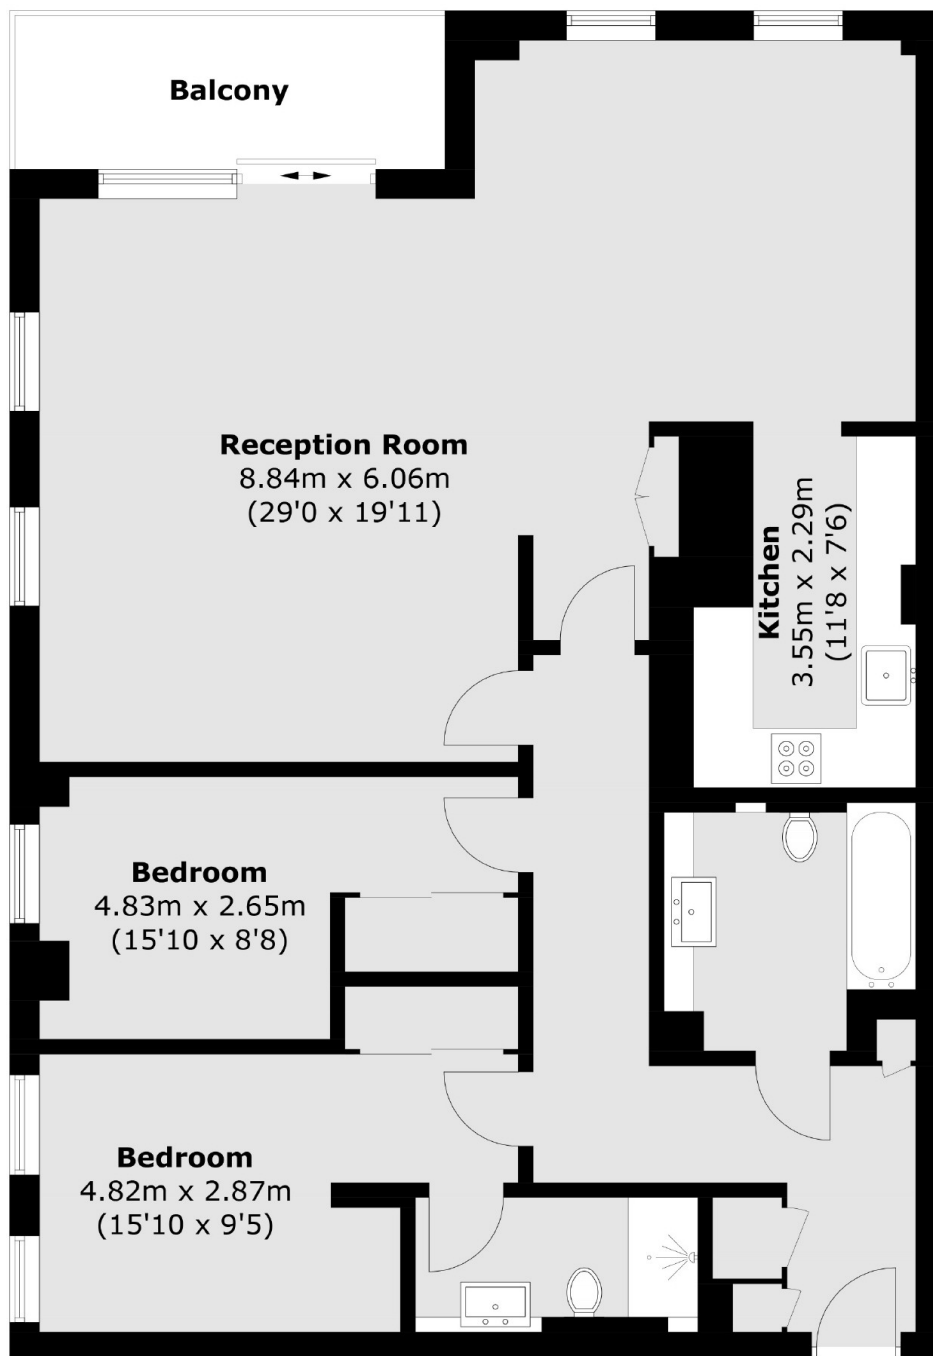 Balcony
Reception Room
8.84m x 6.06m
(29'0 x 19'11)
Kitchen
3.55m x 2.29m
(11'8 x 7'6)
Bedroom
4.83m x 2.65m
(15'10 x 8'8)
Bedroom
4.82m x 2.87m
(15'10 x 9'5)